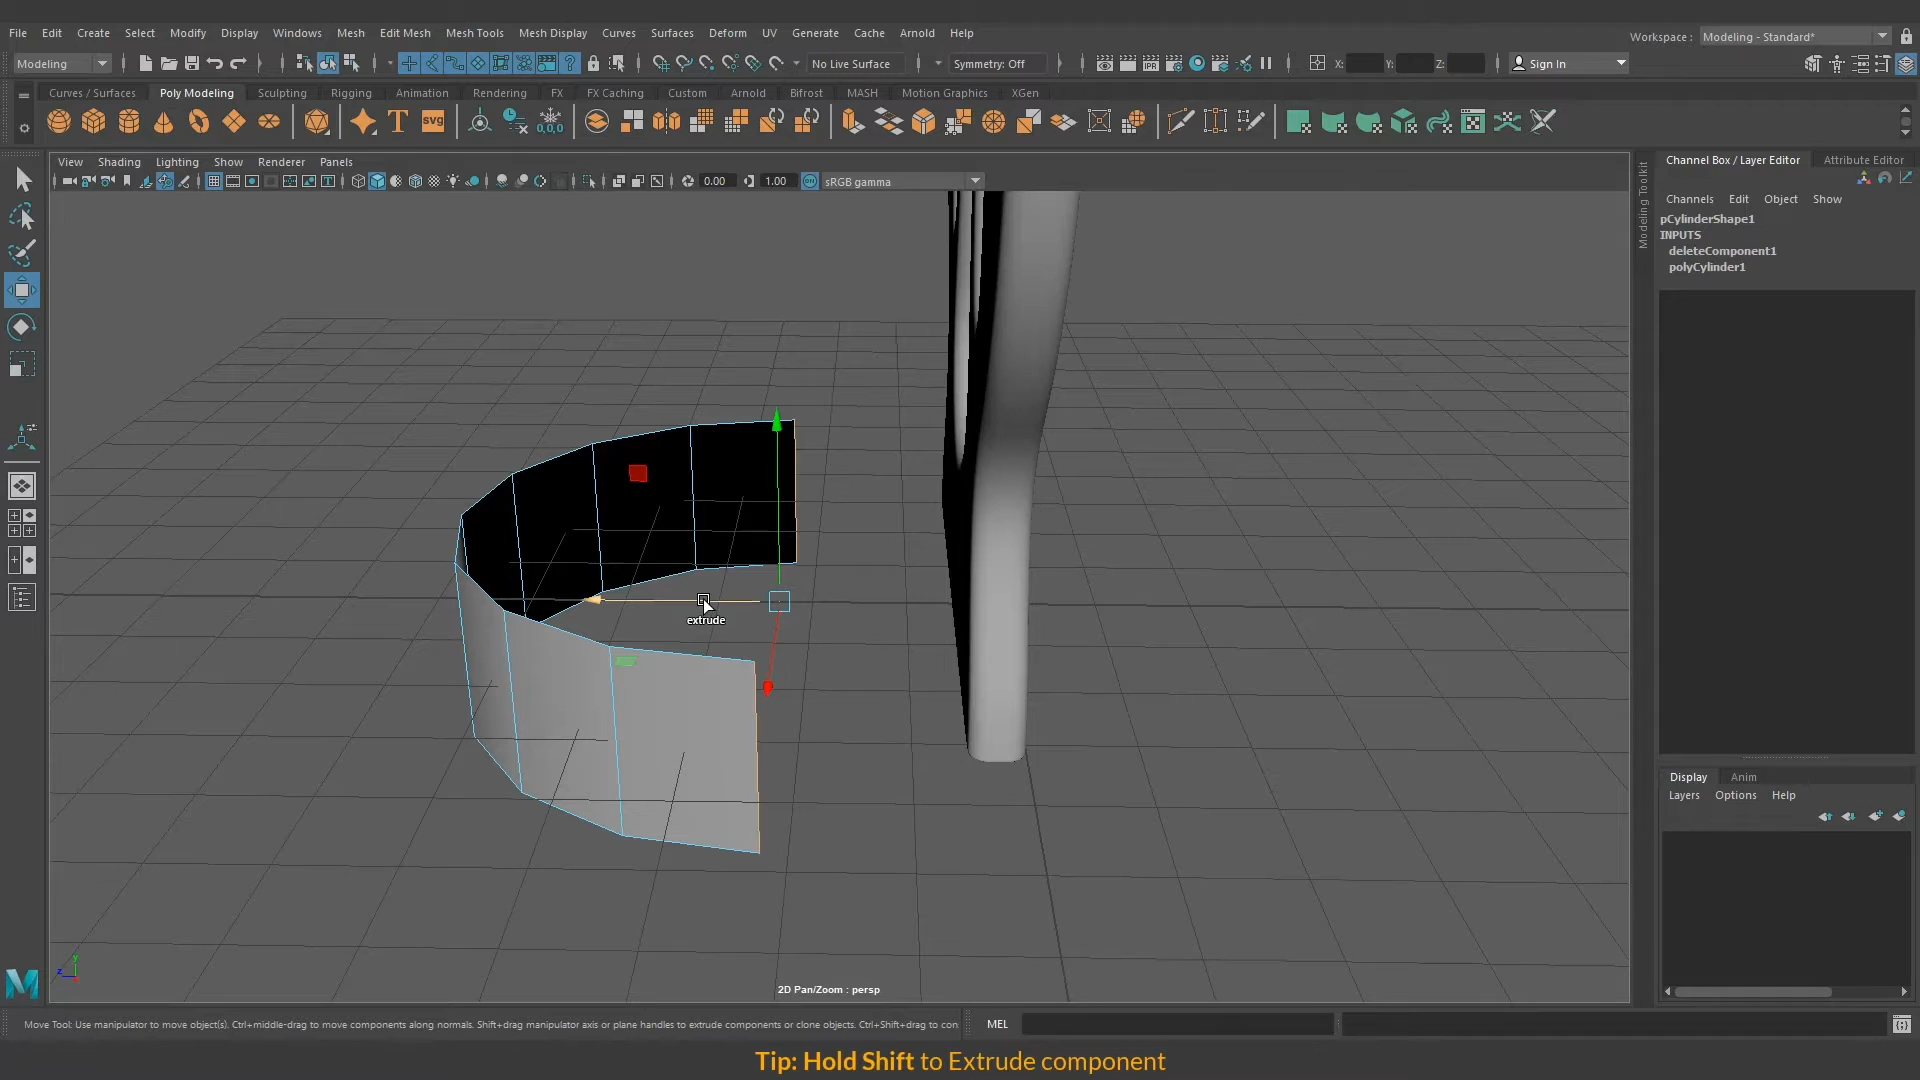 File Edit Create Select Modify Display Windows Mesh Edit Mesh Mesh Tools Mesh Display Curves Surfaces Deform UV Generate Cache Arnold Help
Workspace : Modeling - Standard*
Modeling
No Live Surface
Symmetry: Off
X: Y: Z:
Sign In
Curves / Surfaces Poly Modeling Sculpting Rigging Animation Rendering FX FX Caching Custom Arnold Bifrost MASH Motion Graphics XGen
T svg 0,0,0
View Shading Lighting Show Renderer Panels
0.00 1.00 sRGB gamma
Modeling Toolkit
Channel Box / Layer Editor Attribute Editor
Channels Edit Object Show
pCylinderShape1
INPUTS
deleteComponent1
polyCylinder1
extrude
Display Anim
Layers Options Help
y
z
2D Pan/Zoom : persp
Move Tool: Use manipulator to move object(s). Ctrl+middle-drag to move components along normals. Shift+drag manipulator axis or plane handles to extrude components or clone objects. Ctrl+Shift+drag to con
MEL
Tip: Hold Shift to Extrude component